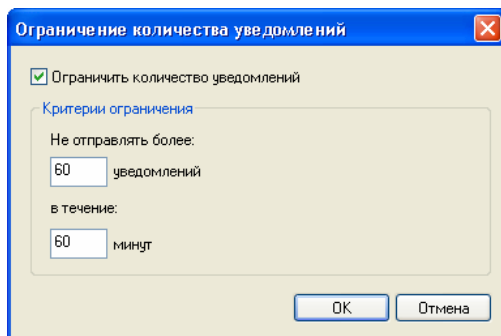 Ограничение количества уведомлений
Ограничить количество уведомлений
Критерии ограничения
Не отправлять более:
60 уведомлений
в течение:
60 минут
OK Отмена